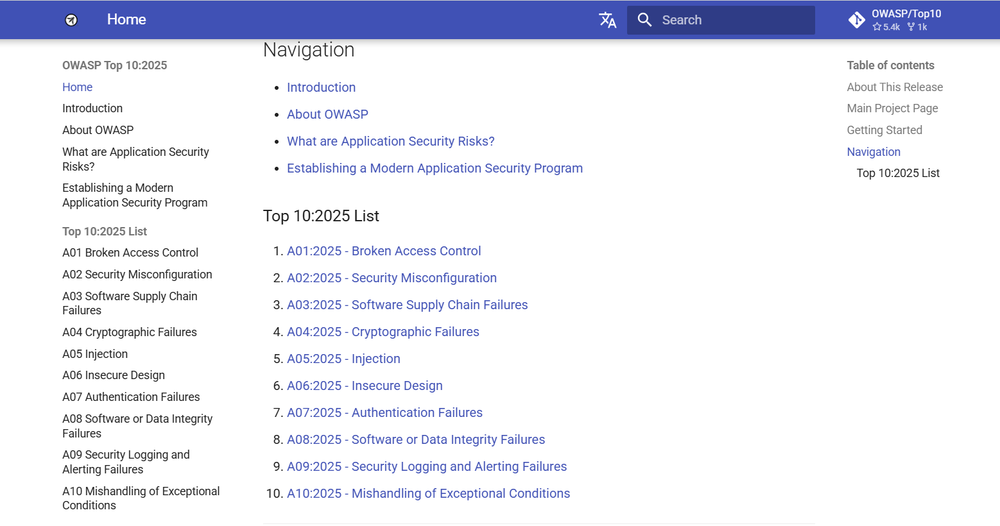 Home
Search
OWASP/Top10
5.4k 1k
OWASP Top 10:2025
Home
Introduction
About OWASP
What are Application Security
Risks?
Establishing a Modern
Application Security Program
Top 10:2025 List
A01 Broken Access Control
A02 Security Misconfiguration
A03 Software Supply Chain
Failures
A04 Cryptographic Failures
A05 Injection
A06 Insecure Design
A07 Authentication Failures
A08 Software or Data Integrity
Failures
A09 Security Logging and
Alerting Failures
A10 Mishandling of Exceptional
Conditions
Navigation
• Introduction
• About OWASP
• What are Application Security Risks?
• Establishing a Modern Application Security Program
Top 10:2025 List
1. A01:2025 - Broken Access Control
2. A02:2025 - Security Misconfiguration
3. A03:2025 - Software Supply Chain Failures
4. A04:2025 - Cryptographic Failures
5. A05:2025 - Injection
6. A06:2025 - Insecure Design
7. A07:2025 - Authentication Failures
8. A08:2025 - Software or Data Integrity Failures
9. A09:2025 - Security Logging and Alerting Failures
10. A10:2025 - Mishandling of Exceptional Conditions
Table of contents
About This Release
Main Project Page
Getting Started
Navigation
Top 10:2025 List